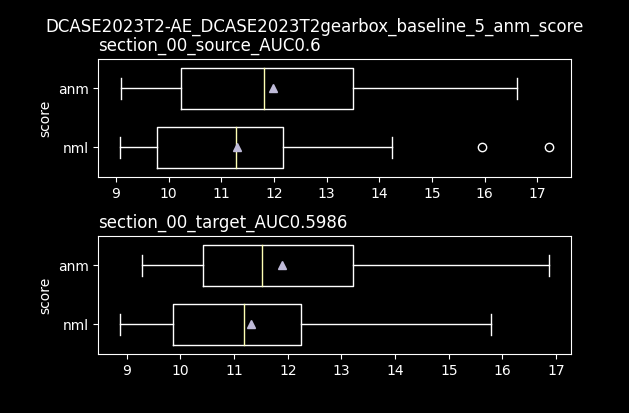 DCASE2023T2-AE_DCASE2023T2gearbox_baseline_5_anm_score
section_00_source_AUC0.6
anm
score
nml
9 10 11 12 13 14 15 16 17
section_00_target_AUC0.5986
anm
score
nml
9 10 11 12 13 14 15 16 17